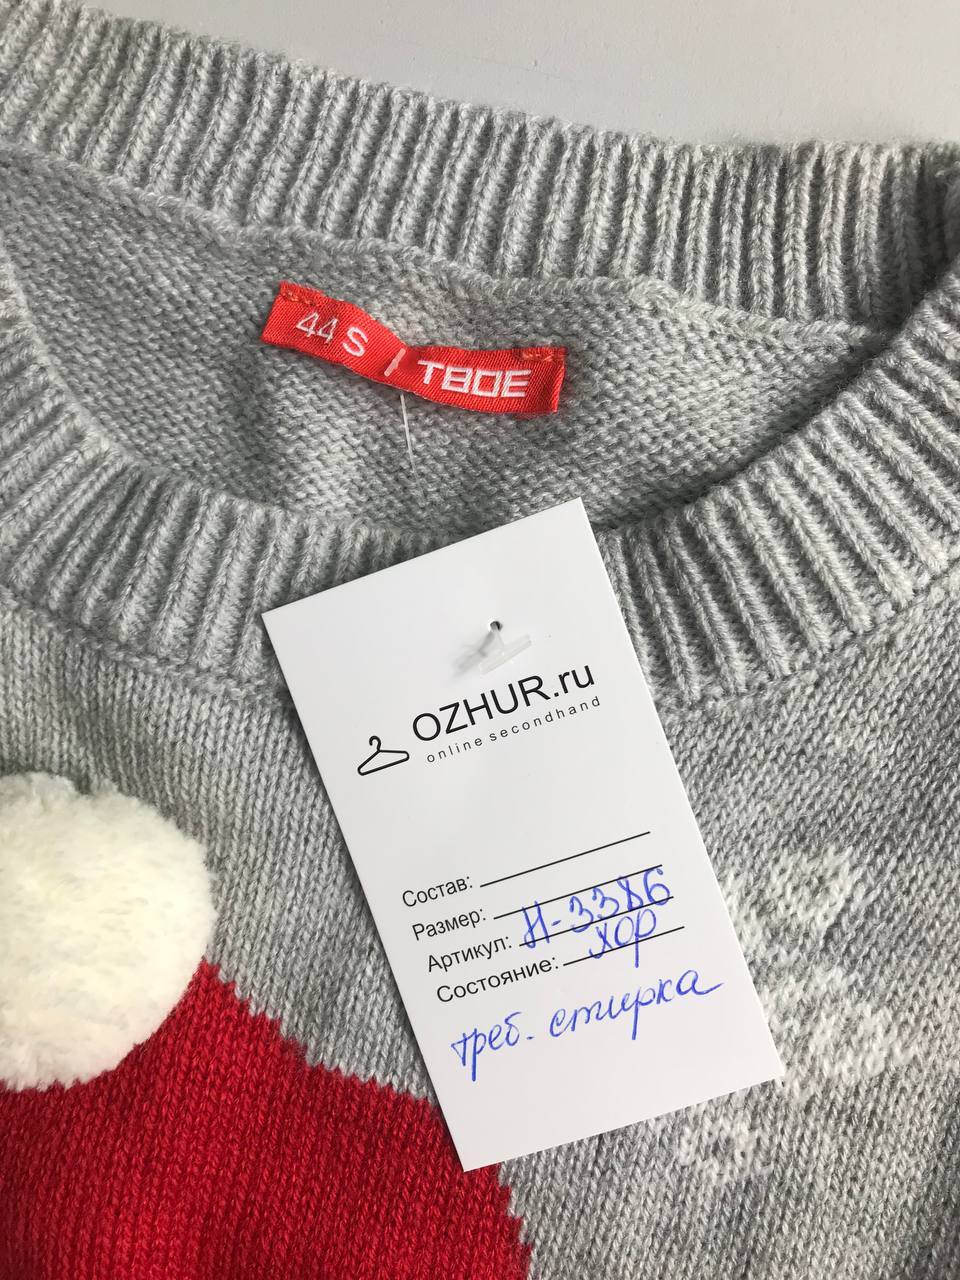 44 S | ТВОЕ
OZHUR.ru
online secondhand
Состав:
Размер:
Артикул: Н-3386
Состояние: хор
треб. стирка